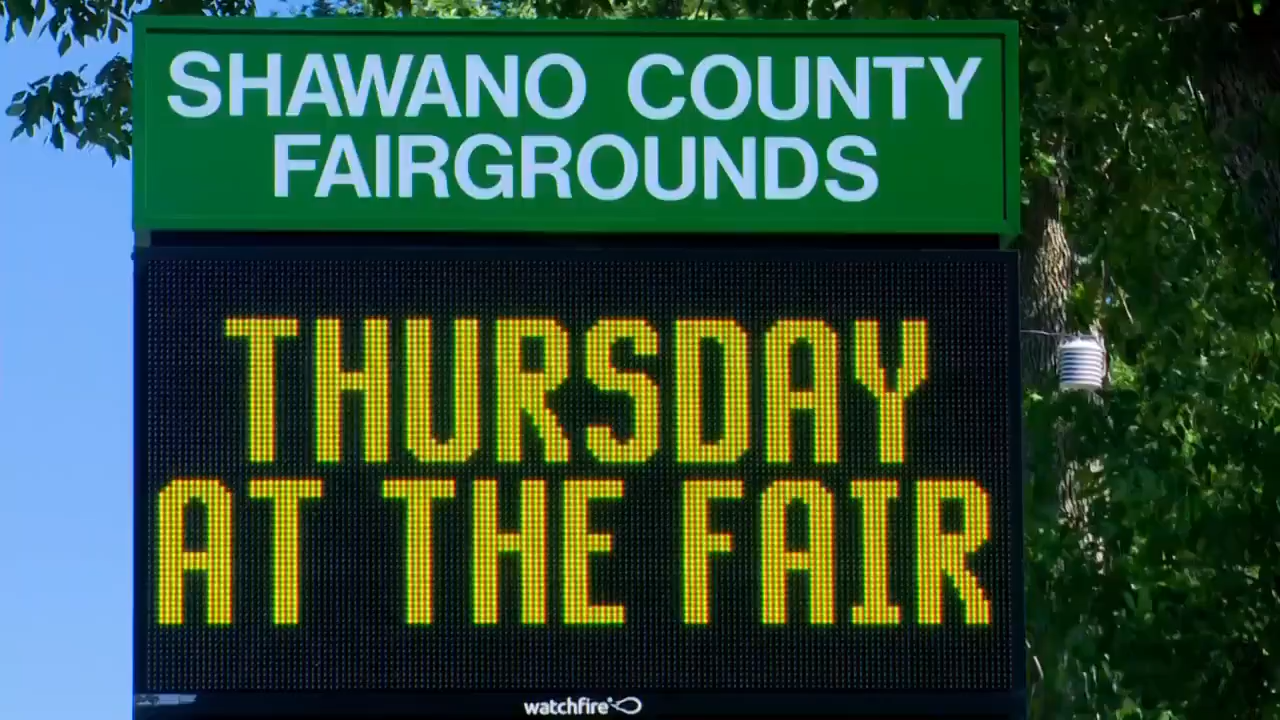 SHAWANO COUNTY
FAIRGROUNDS
THURSDAY
AT THE FAIR
watchfire